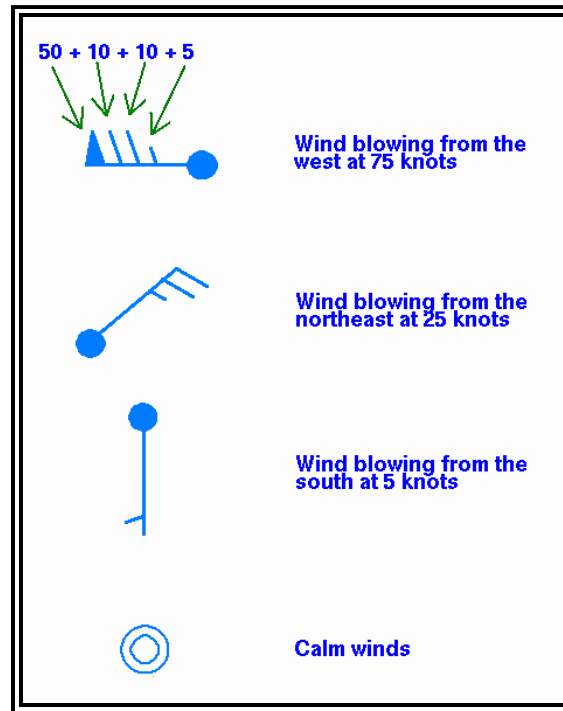 50 + 10 + 10 + 5
Wind blowing from the
west at 75 knots
Wind blowing from the
northeast at 25 knots
Wind blowing from the
south at 5 knots
Calm winds